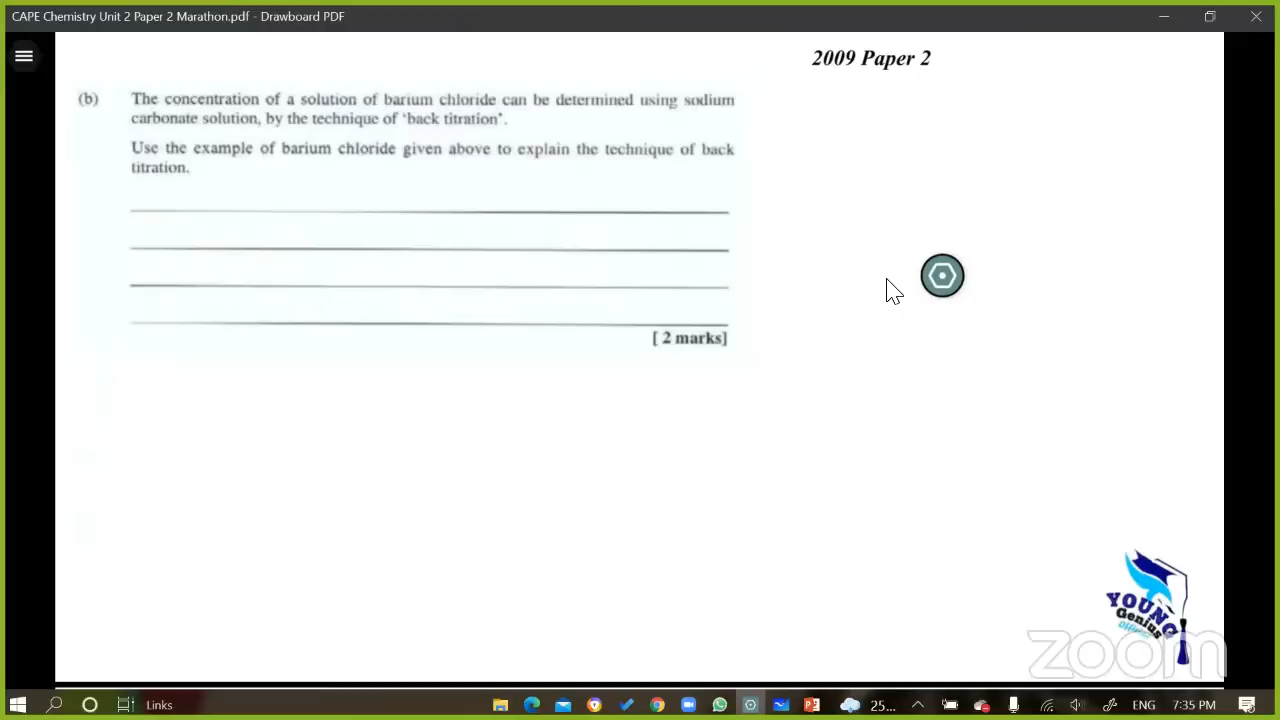 CAPE Chemistry Unit 2 Paper 2 Marathon.pdf - Drawboard PDF
2009 Paper 2
(b) The concentration of a solution of barium chloride can be determined using sodium
carbonate solution, by the technique of ‘back titration’.
Use the example of barium chloride given above to explain the technique of back
titration.
[ 2 marks]
YOUNG
Genius
Official
zoom
Links
25...
ENG
7:35 PM